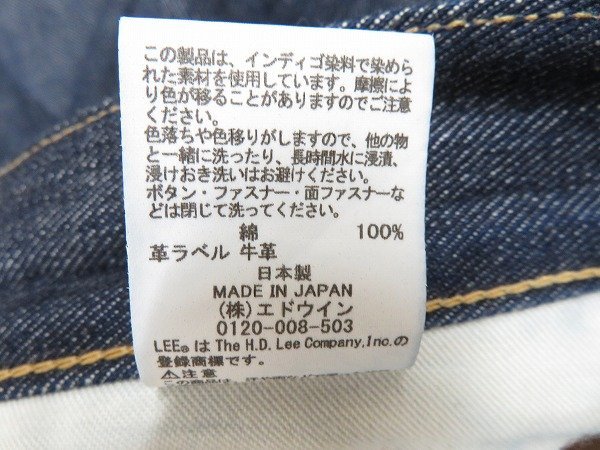 この製品は、インディゴ染料で染めら
れた素材を使用しています。摩擦によ
り色が移ることがありますのでご注意
ください。
色落ちや色移りがしますので、他の物
と一緒に洗ったり、長時間水に浸漬、
浸けおき洗いはお避けください。
ボタン・ファスナー・面ファスナーな
どは閉じて洗ってください。
綿 100%
革ラベル 牛革
日本製
MADE IN JAPAN
(株)エドウイン
0120-008-503
LEE®は The H.D. Lee Company,Inc.の
登録商標です。
⚠注意
この商品は、